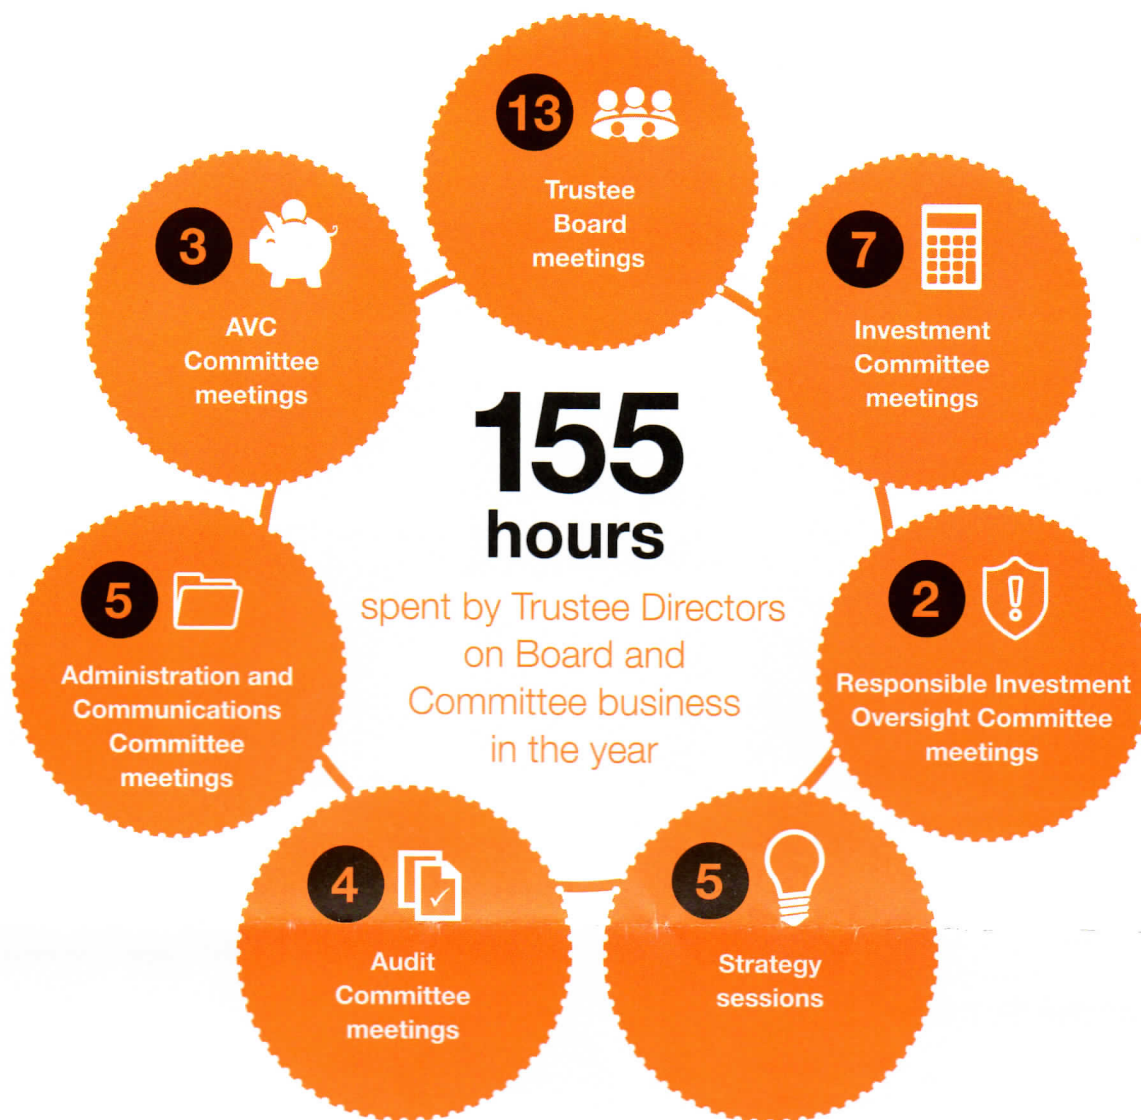 13
Trustee
Board
meetings
7
Investment
Committee
meetings
2
Responsible Investment
Oversight Committee
meetings
5
Strategy
sessions
4
Audit
Committee
meetings
5
Administration and
Communications
Committee
meetings
3
AVC
Committee
meetings
155
hours
spent by Trustee Directors
on Board and
Committee business
in the year